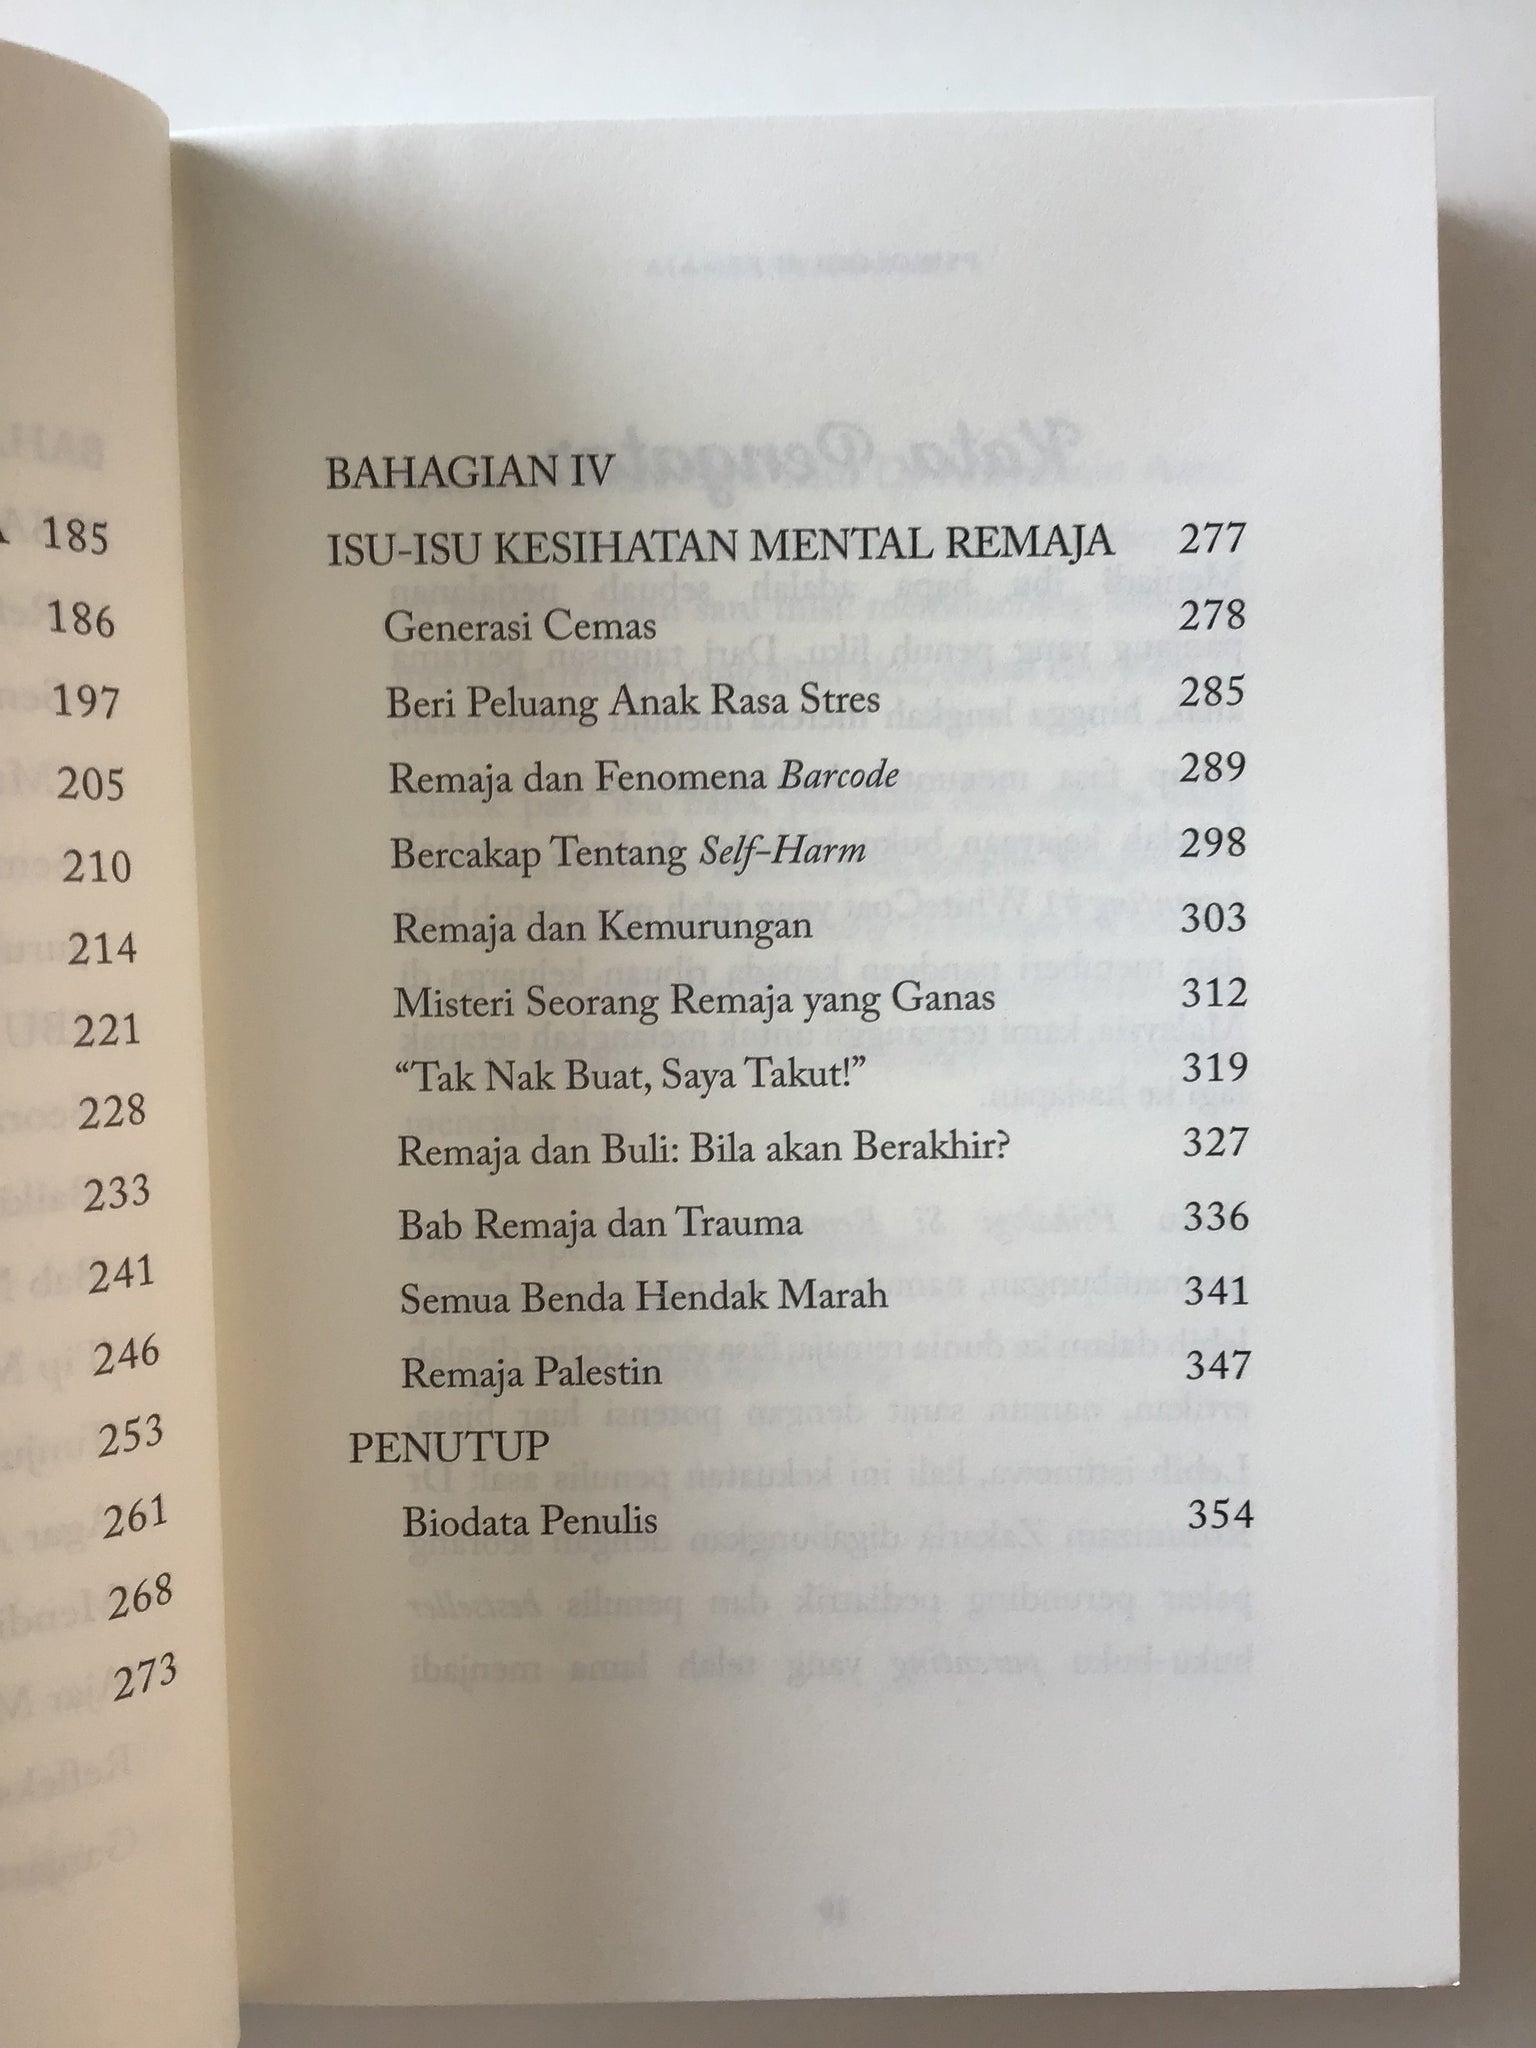 185
186
197
205
210
214
221
228
233
241
246
253
261
268
273
BAHAGIAN IV
ISU-ISU KESIHATAN MENTAL REMAJA 277
Generasi Cemas 278
Beri Peluang Anak Rasa Stres 285
Remaja dan Fenomena Barcode 289
Bercakap Tentang Self-Harm 298
Remaja dan Kemurungan 303
Misteri Seorang Remaja yang Ganas 312
“Tak Nak Buat, Saya Takut!” 319
Remaja dan Buli: Bila akan Berakhir? 327
Bab Remaja dan Trauma 336
Semua Benda Hendak Marah 341
Remaja Palestin 347
PENUTUP
Biodata Penulis 354